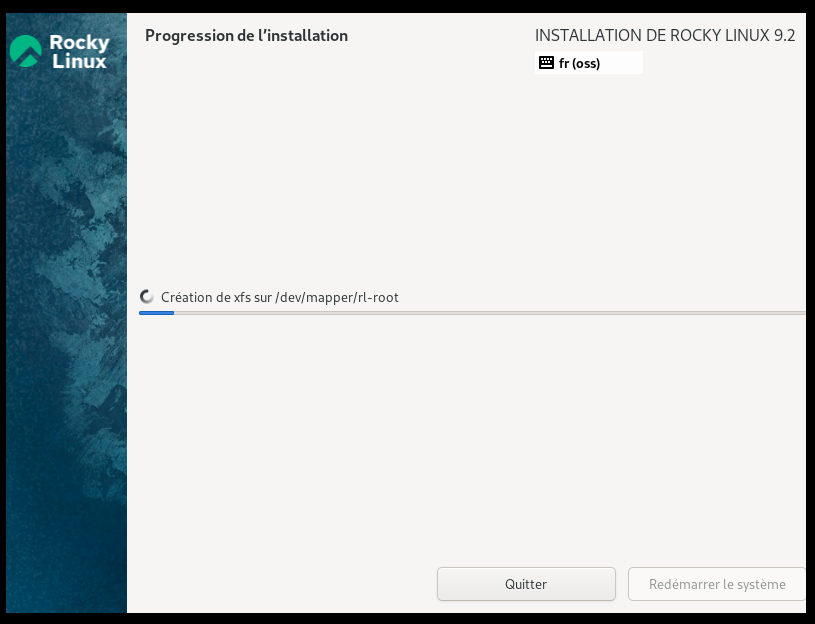 Rocky
Linux
Progression de l’installation
INSTALLATION DE ROCKY LINUX 9.2
fr (oss)
Création de xfs sur /dev/mapper/rl-root
Quitter
Redémarrer le système